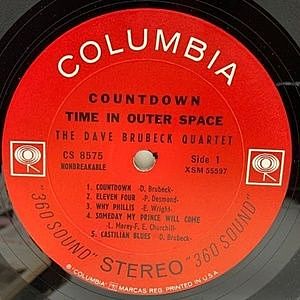 COLUMBIA
COUNTDOWN
TIME IN OUTER SPACE
THE DAVE BRUBECK QUARTET
CS 8575
NONBREAKABLE
Side 1
XSM 55597
1 COUNTDOWN -D. Brubeck-
2 ELEVEN FOUR -P. Desmond-
3 WHY PHILLIS -E. Wright-
4 SOMEDAY MY PRINCE WILL COME
-L. Morey-F. E. Churchill-
5 CASTILIAN BLUES -D. Brubeck-
"360 SOUND" STEREO "360 SOUND"
® "COLUMBIA", MARCAS REG. PRINTED IN U.S.A.